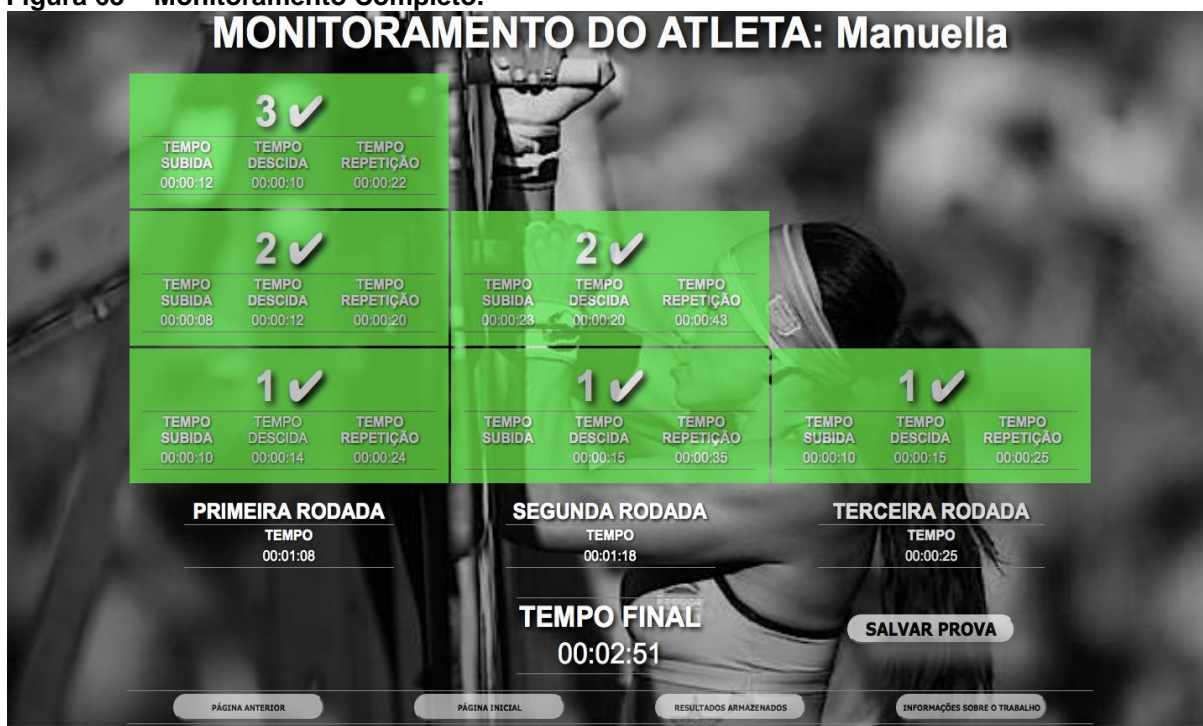 Figura – Monitoramento Completo.
MONITORAMENTO DO ATLETA: Manuella
3 ✔
TEMPO SUBIDA TEMPO DESCIDA TEMPO REPETIÇÃO
00:00:12 00:00:10 00:00:22
2 ✔
TEMPO SUBIDA TEMPO DESCIDA TEMPO REPETIÇÃO
00:00:08 00:00:12 00:00:20
2 ✔
TEMPO SUBIDA TEMPO DESCIDA TEMPO REPETIÇÃO
00:00:23 00:00:20 00:00:43
1 ✔
TEMPO SUBIDA TEMPO DESCIDA TEMPO REPETIÇÃO
00:00:10 00:00:14 00:00:24
1 ✔
TEMPO SUBIDA TEMPO DESCIDA TEMPO REPETIÇÃO
00:00:15 00:00:35
1 ✔
TEMPO SUBIDA TEMPO DESCIDA TEMPO REPETIÇÃO
00:00:10 00:00:15 00:00:25
PRIMEIRA RODADA
TEMPO
00:01:08
SEGUNDA RODADA
TEMPO
00:01:18
TERCEIRA RODADA
TEMPO
00:00:25
TEMPO FINAL
00:02:51
SALVAR PROVA
PÁGINA ANTERIOR
PÁGINA INICIAL
RESULTADOS ARMAZENADOS
INFORMAÇÕES SOBRE O TRABALHO